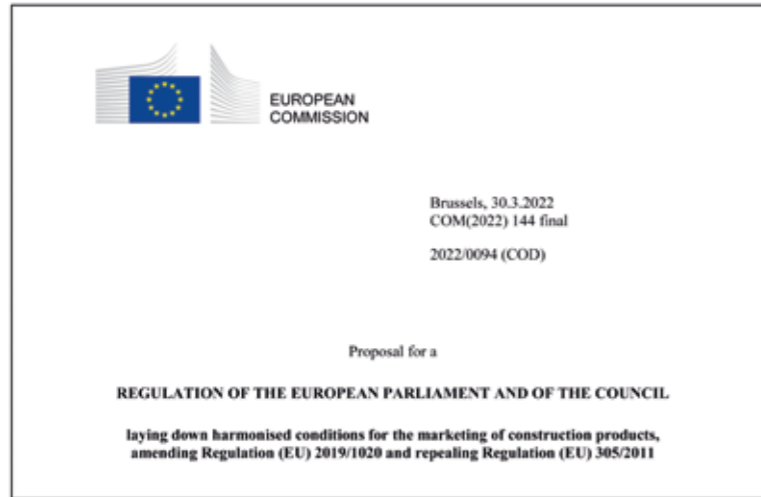 EUROPEAN
COMMISSION
Brussels, 30.3.2022
COM(2022) 144 final
2022/0094 (COD)
Proposal for a
REGULATION OF THE EUROPEAN PARLIAMENT AND OF THE COUNCIL
laying down harmonised conditions for the marketing of construction products,
amending Regulation (EU) 2019/1020 and repealing Regulation (EU) 305/2011